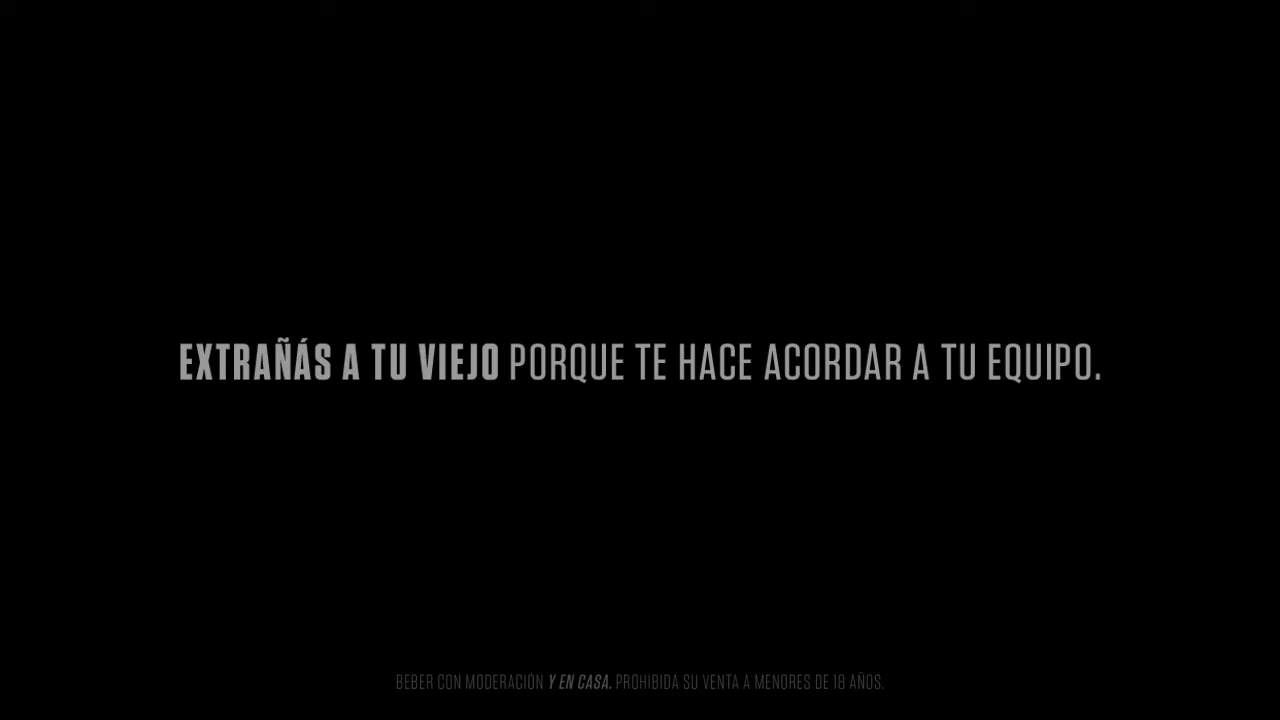 EXTRAÑÁS A TU VIEJO PORQUE TE HACE ACORDAR A TU EQUIPO.
BEBER CON MODERACIÓN Y EN CASA. PROHIBIDA SU VENTA A MENORES DE 18 AÑOS.